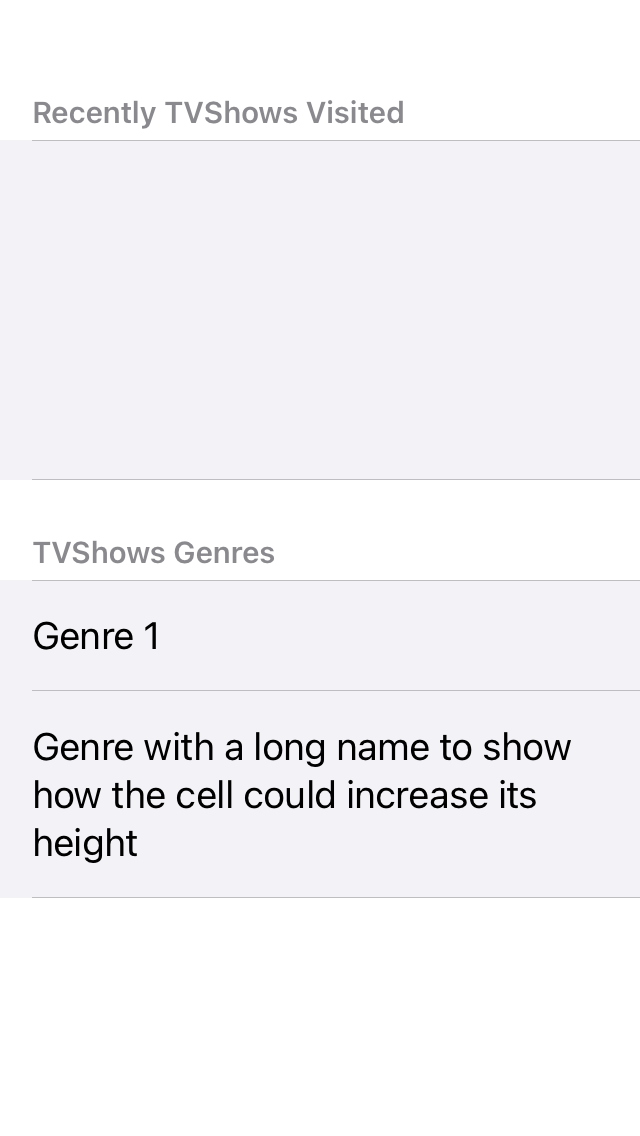 Recently TVShows Visited
TVShows Genres
Genre 1
Genre with a long name to show
how the cell could increase its
height